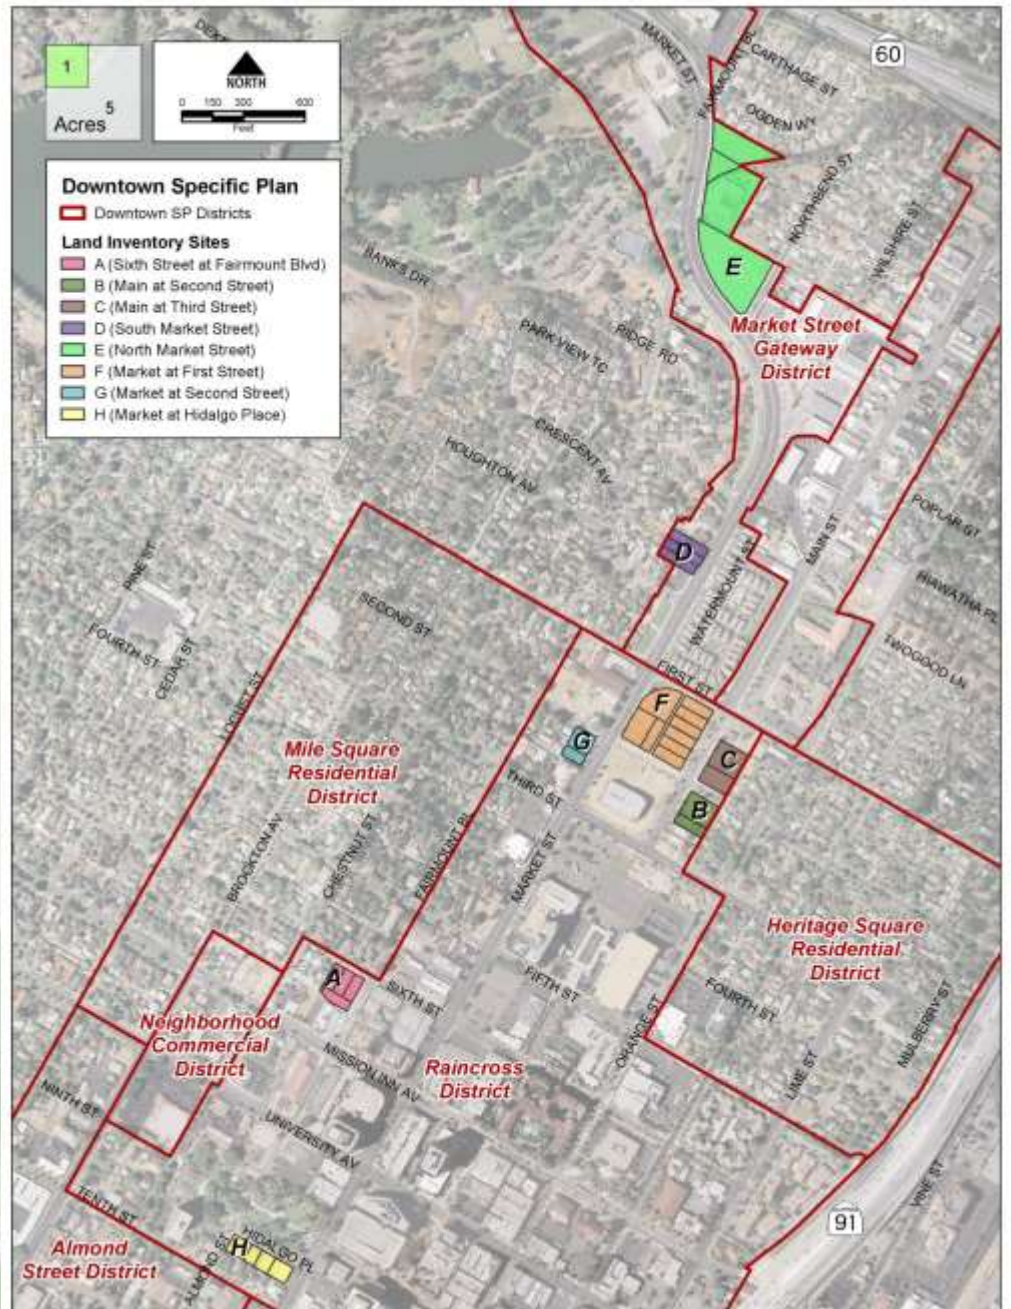 1
5
Acres
NORTH
0 150 300 600
Feet
Downtown Specific Plan
Downtown SP Districts
Land Inventory Sites
A (Sixth Street at Fairmount Blvd)
B (Main at Second Street)
C (Main at Third Street)
D (South Market Street)
E (North Market Street)
F (Market at First Street)
G (Market at Second Street)
H (Market at Hidalgo Place)
MARKET ST
FAIRMOUNT BL
CARTHAGE ST
60
OGDEN WY
NORTHBEND ST
WILSHIRE ST
BANKS DR
E
Market Street
Gateway
District
PARK VIEW TC
RIDGE RD
CRESCENT AV
HOUGHTON AV
POPLAR ST
MAIN ST
D
WATERMOUNT ST
HIAWATHA PL
TWOGOOD LN
PINE ST
FOURTH ST
CEDAR ST
SECOND ST
FIRST ST
LOCUST ST
F
G
C
B
Mile Square
Residential
District
THIRD ST
MARKET ST
BROCKTON AV
CHESTNUT ST
FAIRMOUNT BL
Heritage Square
Residential
District
A
SIXTH ST
FIFTH ST
FOURTH ST
ORANGE ST
MULBERRY ST
LIME ST
Neighborhood
Commercial
District
MISSION INN AV
Raincross
District
NINTH ST
UNIVERSITY AV
VINE ST
91
TENTH ST
Almond
Street District
ALMOND ST
H
HIDALGO PL